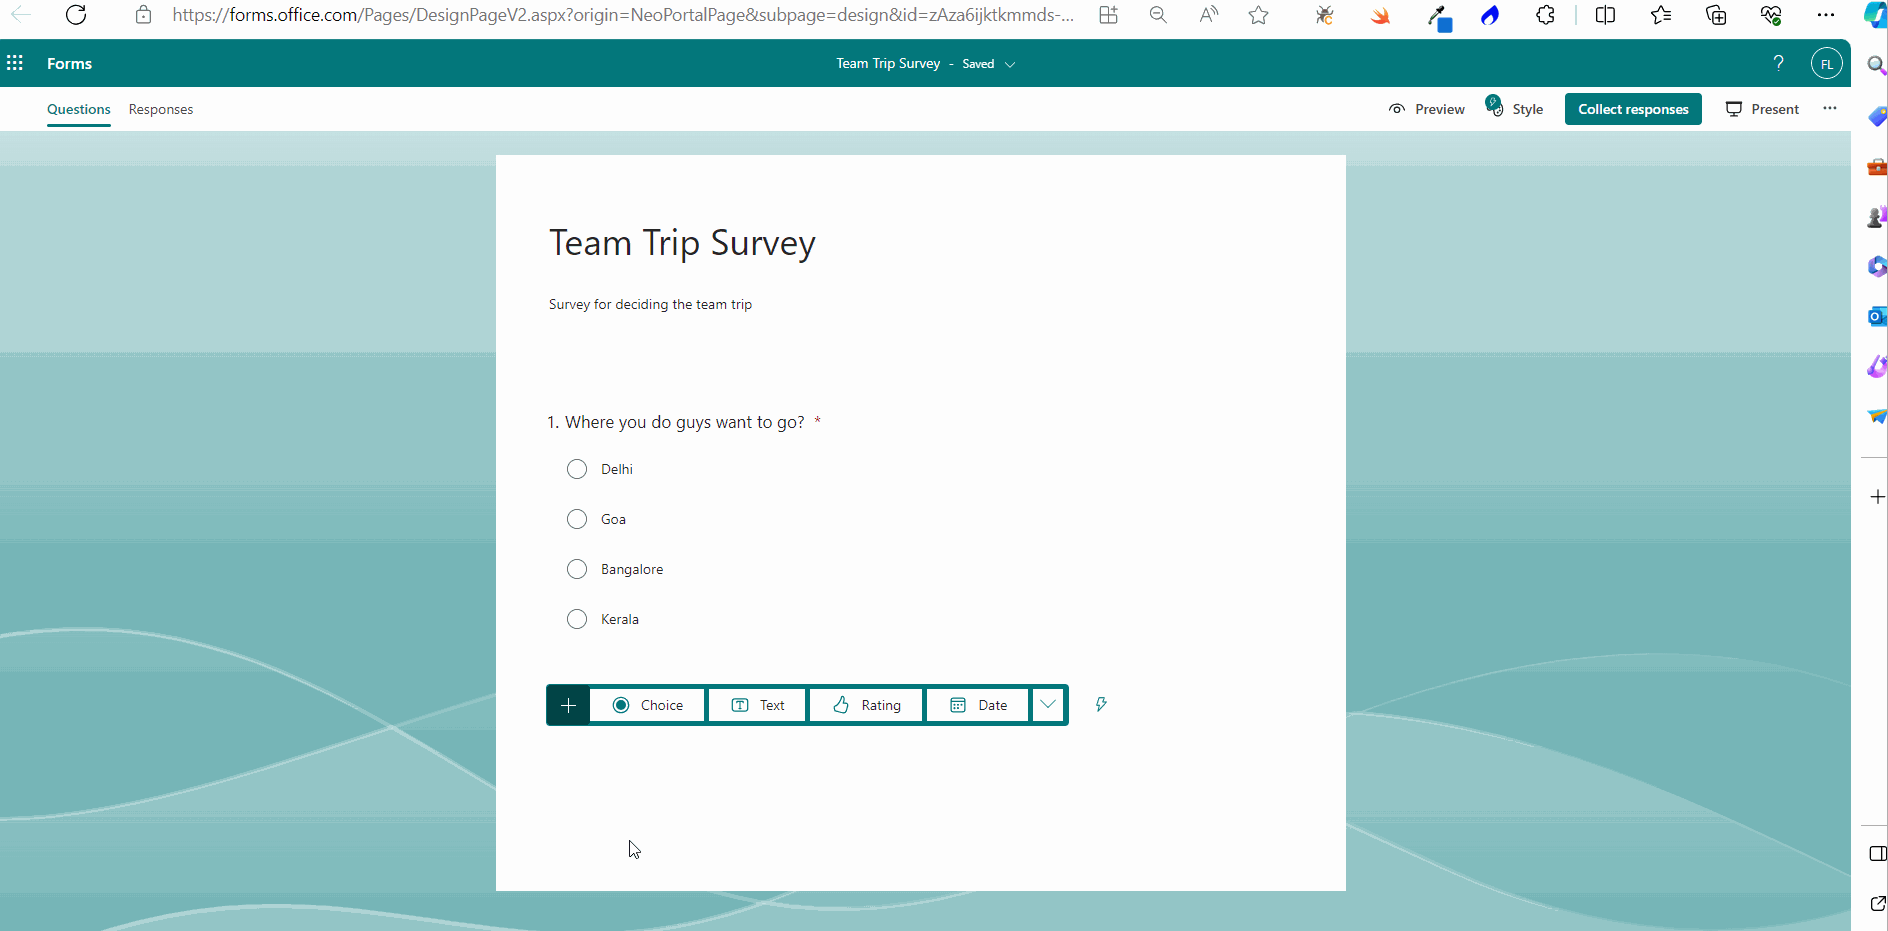 https://forms.office.com/Pages/DesignPageV2.aspx?origin=NeoPortalPage&subpage=design&id=zAza6ijktkmmds-...
Forms
Team Trip Survey - Saved
? FL
Questions Responses
Preview Style Collect responses Present
Team Trip Survey
Survey for deciding the team trip
1. Where you do guys want to go? *
Delhi
Goa
Bangalore
Kerala
Choice Text Rating Date